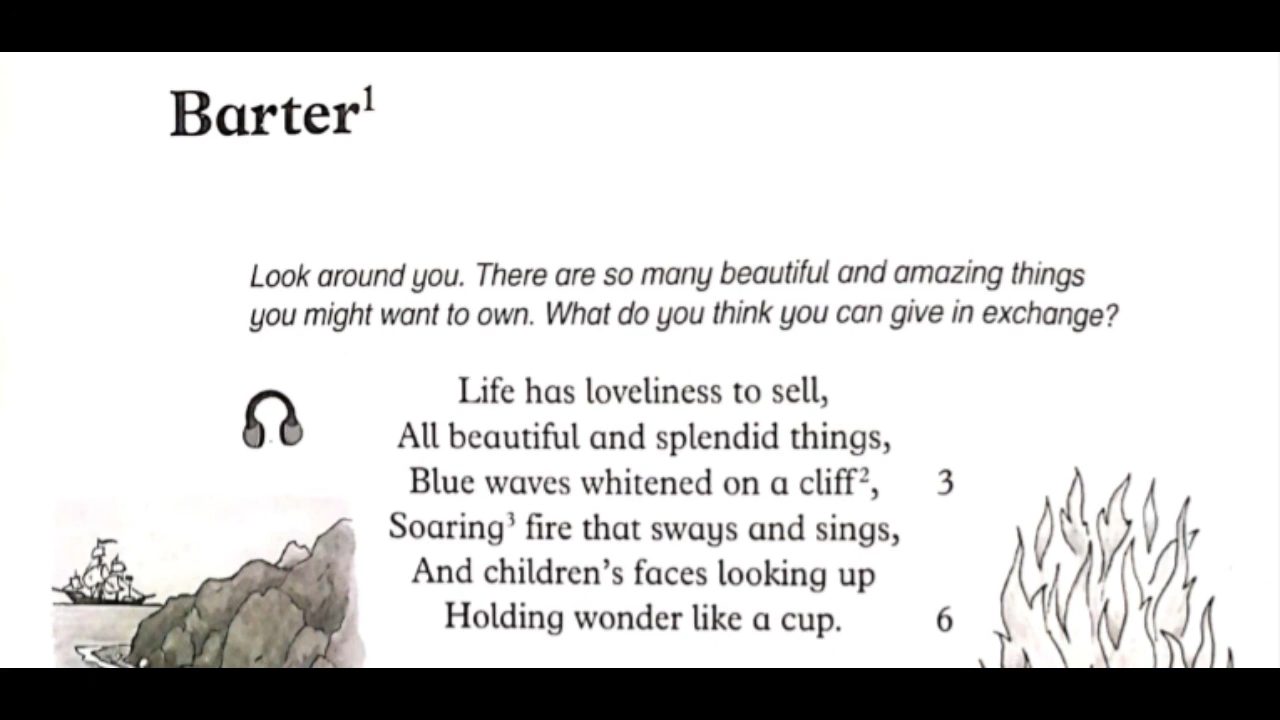 Barter¹
Look around you. There are so many beautiful and amazing things
you might want to own. What do you think you can give in exchange?
Life has loveliness to sell,
All beautiful and splendid things,
Blue waves whitened on a cliff², 3
Soaring³ fire that sways and sings,
And children's faces looking up
Holding wonder like a cup. 6